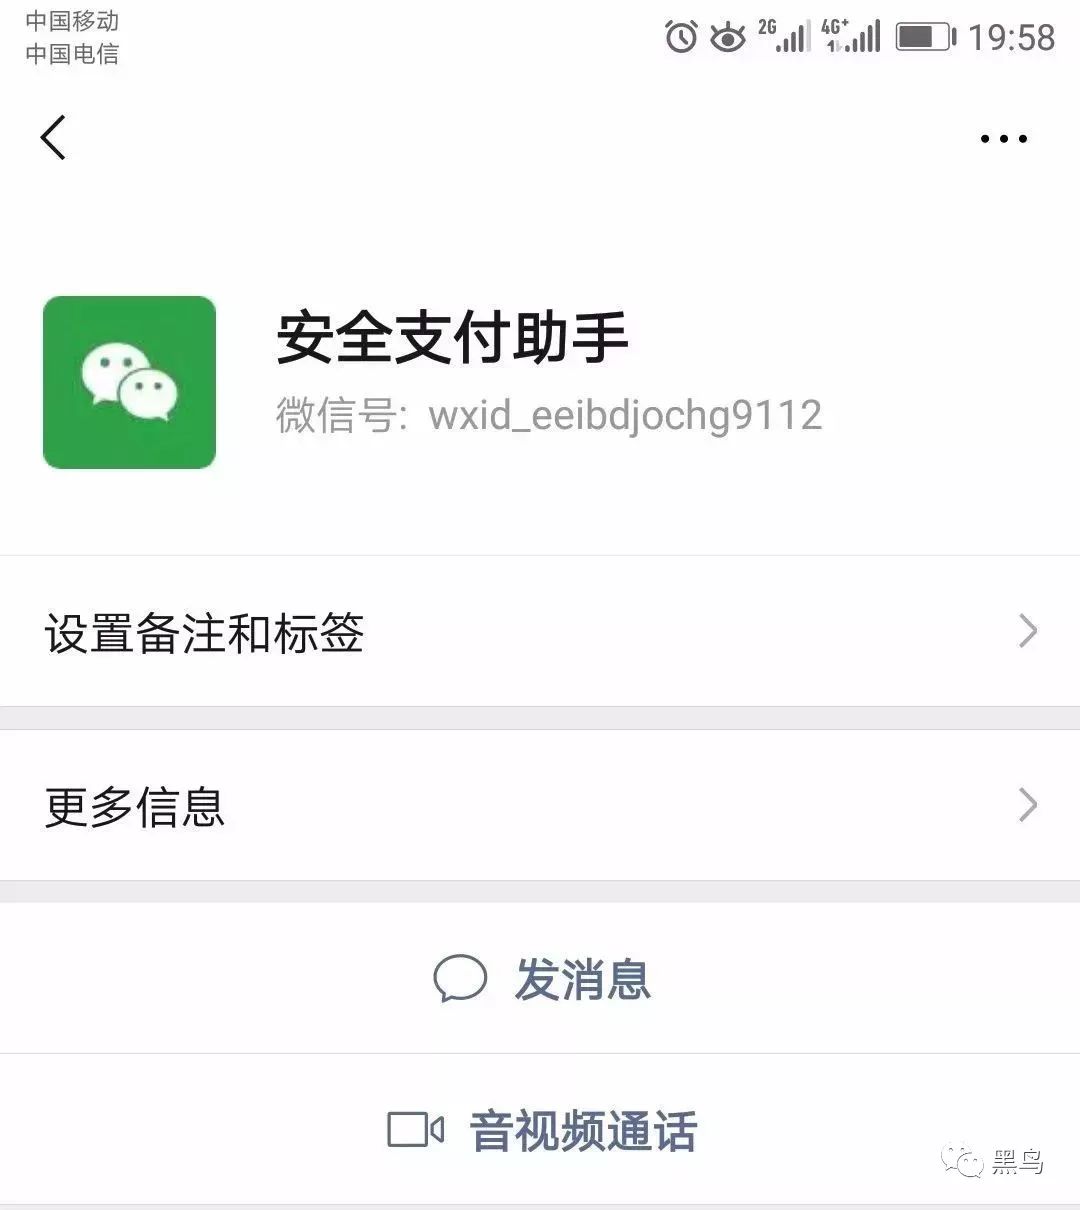 中国移动
中国电信
2G 4G+ 19:58
安全支付助手
微信号: wxid_eeibdjochg9112
设置备注和标签
更多信息
发消息
音视频通话
黑鸟